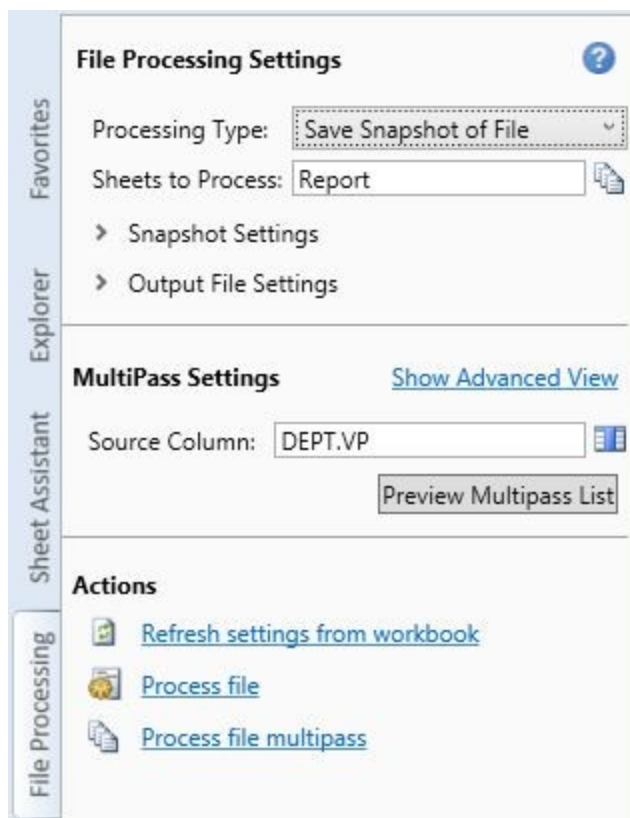 File Processing Settings
Processing Type: Save Snapshot of File
Sheets to Process: Report
Snapshot Settings
Output File Settings
MultiPass Settings Show Advanced View
Source Column: DEPT.VP
Preview Multipass List
Actions
Refresh settings from workbook
Process file
Process file multipass
Favorites
Explorer
Sheet Assistant
File Processing